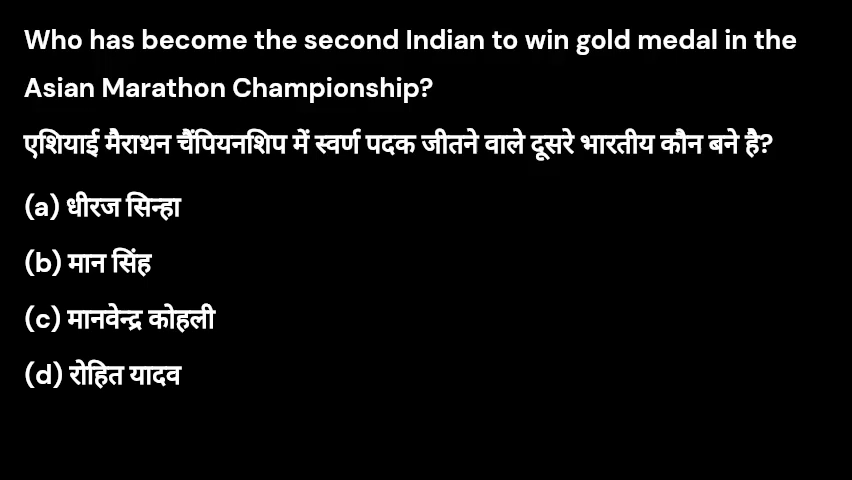 Who has become the second Indian to win gold medal in the
Asian Marathon Championship?
एशियाई मैराथन चैंपियनशिप में स्वर्ण पदक जीतने वाले दूसरे भारतीय कौन बने है?
(a) धीरज सिन्हा
(b) मान सिंह
(c) मानवेन्द्र कोहली
(d) रोहित यादव